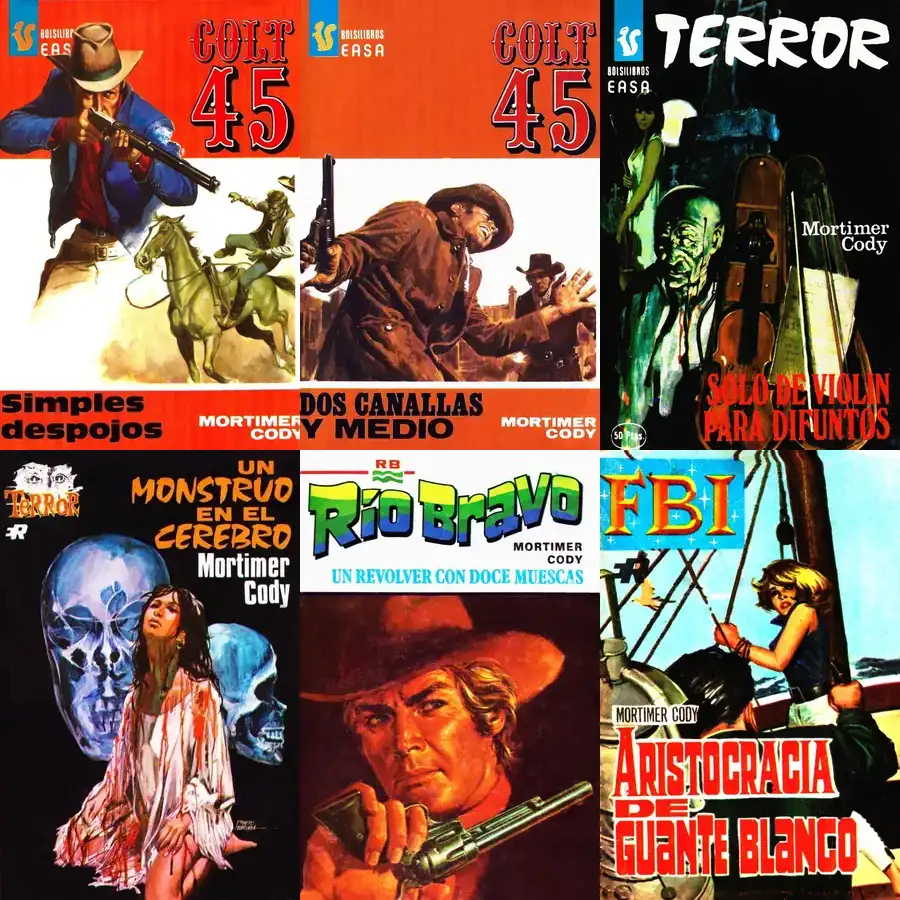 BOLSILIBROS
EASA
COLT
45
Simples
despojos
MORTIMER
CODY
BOLSILIBROS
EASA
COLT
45
DOS CANALLAS
Y MEDIO
MORTIMER
CODY
BOLSILIBROS
EASA
TERROR
Mortimer
Cody
SOLO DE VIOLIN
PARA DIFUNTOS
50 Ptas.
TERROR
R
UN
MONSTRUO
EN EL
CEREBRO
Mortimer
Cody
RB
Río Bravo
MORTIMER
CODY
UN REVOLVER CON DOCE MUESCAS
FBI
R
MORTIMER CODY
ARISTOCRACIA
DE
GUANTE BLANCO